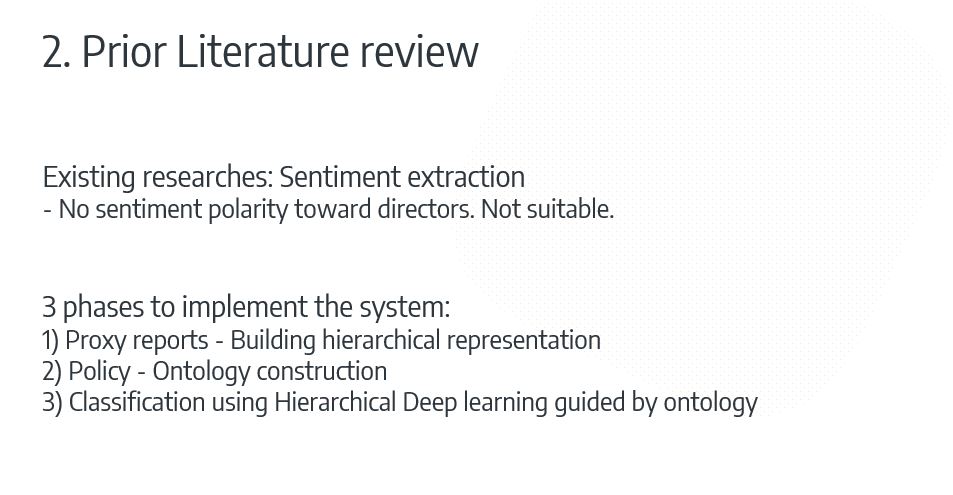 2. Prior Literature review
Existing researches: Sentiment extraction
- No sentiment polarity toward directors. Not suitable.
3 phases to implement the system:
1) Proxy reports - Building hierarchical representation
2) Policy - Ontology construction
3) Classification using Hierarchical Deep learning guided by ontology